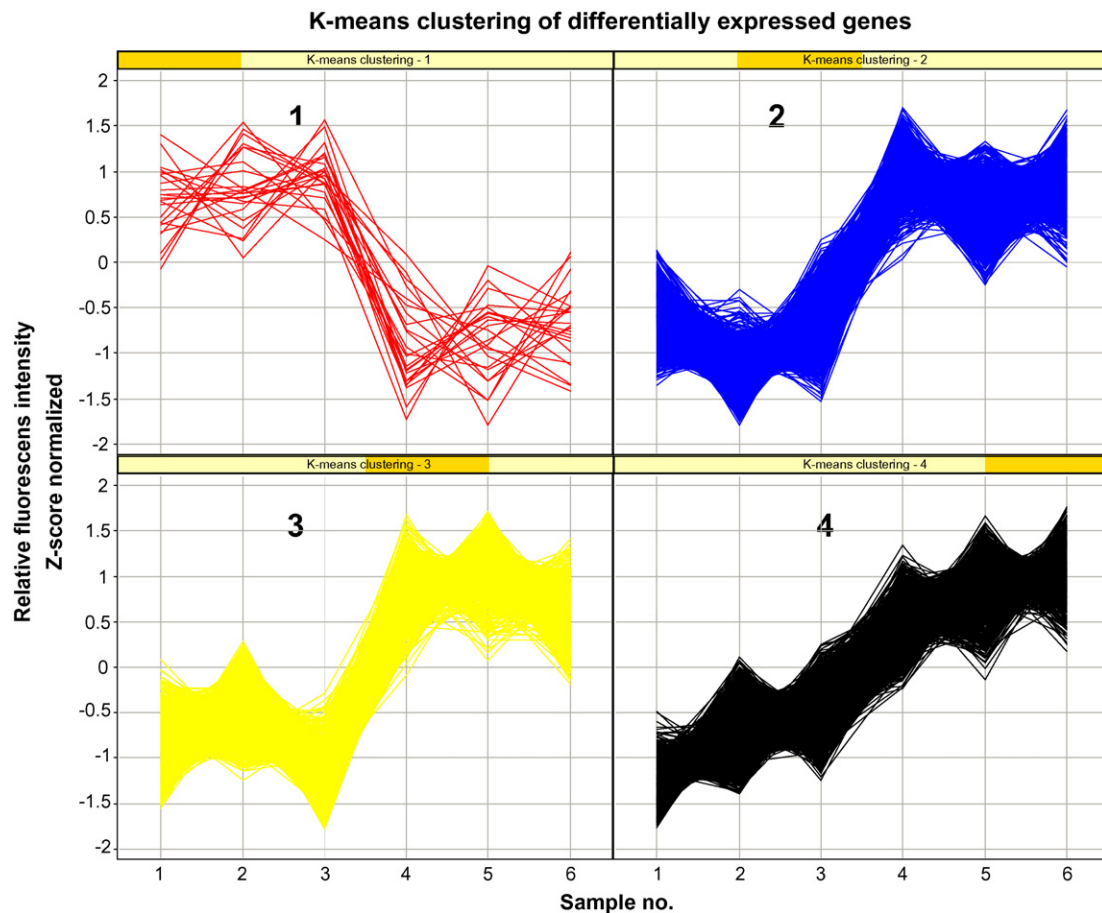 K-means clustering of differentially expressed genes
K-means clustering - 1
K-means clustering - 2
2
1.5
1
0.5
0
-0.5
-1
-1.5
-2
1
2
K-means clustering - 3
K-means clustering - 4
2
1.5
1
0.5
0
-0.5
-1
-1.5
-2
3
4
1 2 3 4 5 6
1 2 3 4 5 6
Sample no.
Relative fluorescens intensity
Z-score normalized